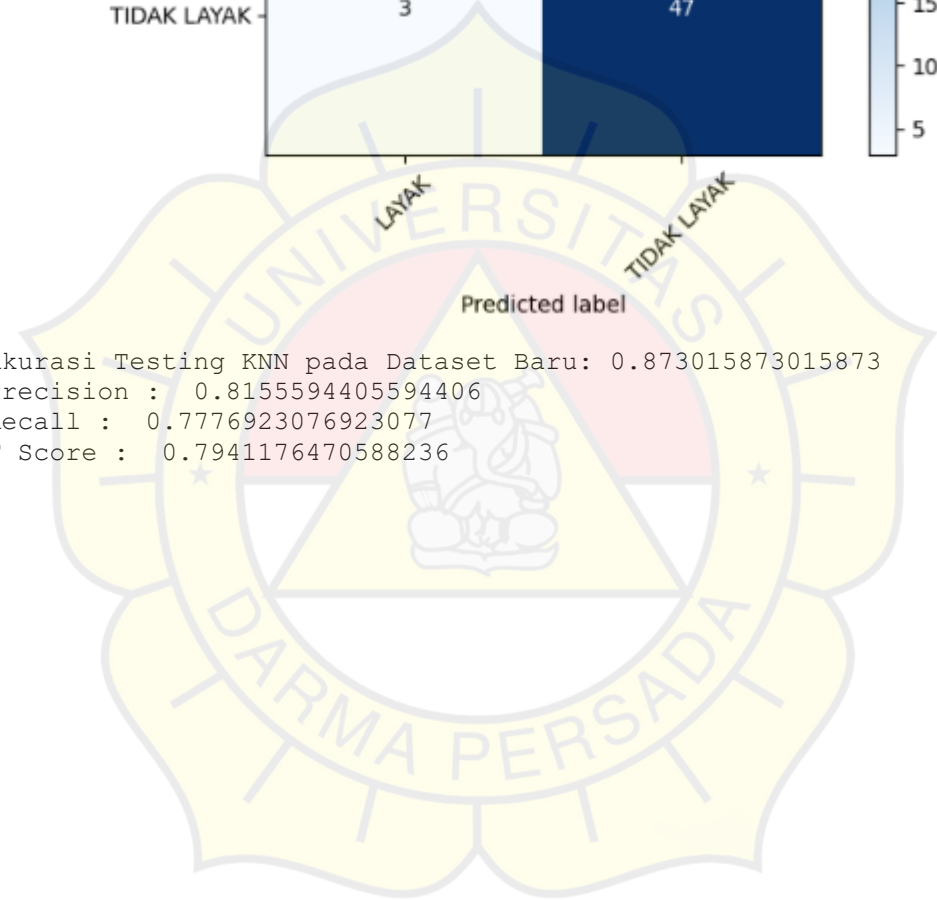 TIDAK LAYAK 3 47 15
10
5
LAYAK TIDAK LAYAK
Predicted label
UNIVERSITAS
kurasi Testing KNN pada Dataset Baru: 0.873015873015873
recision : 0.8155594405594406
ecall : 0.7776923076923077
Score : 0.7941176470588236
DARMA PERSADA